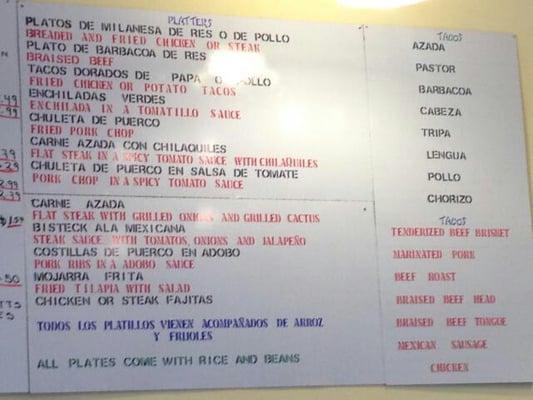 PLATTERS
PLATOS DE MILANESA DE RES O DE POLLO
BREADED AND FRIED CHICKEN OR STEAK
PLATO DE BARBACOA DE RES
BRAISED BEEF
TACOS DORADOS DE PAPA O POLLO
FRIED CHICKEN OR POTATO TACOS
ENCHILADAS VERDES
ENCHILADA IN A TOMATILLO SAUCE
CHULETA DE PUERCO
FRIED PORK CHOP
CARNE AZADA CON CHILAQUILES
FLAT STEAK IN A SPICY TOMATO SAUCE WITH CHILAQUILES
CHULETA DE PUERCO EN SALSA DE TOMATE
PORK CHOP IN A SPICY TOMATO SAUCE
CARNE AZADA
FLAT STEAK WITH GRILLED ONIONS AND GRILLED CACTUS
BISTECK ALA MEXICANA
STEAK SAUCE WITH TOMATOS, ONIONS AND JALAPEÑO
COSTILLAS DE PUERCO EN ADOBO
PORK RIBS IN A ADOBO SAUCE
MOJARRA FRITA
FRIED TILAPIA WITH SALAD
CHICKEN OR STEAK FAJITAS
TODOS LOS PLATILLOS VIENEN ACOMPAÑADOS DE ARROZ
Y FRIJOLES
ALL PLATES COME WITH RICE AND BEANS
TACOS
AZADA
PASTOR
BARBACOA
CABEZA
TRIPA
LENGUA
POLLO
CHORIZO
TACOS
TENDERIZED BEEF BRISKET
MARINATED PORK
BEEF ROAST
BRAISED BEEF HEAD
BRAISED BEEF TONGUE
MEXICAN SAUSAGE
CHICKEN